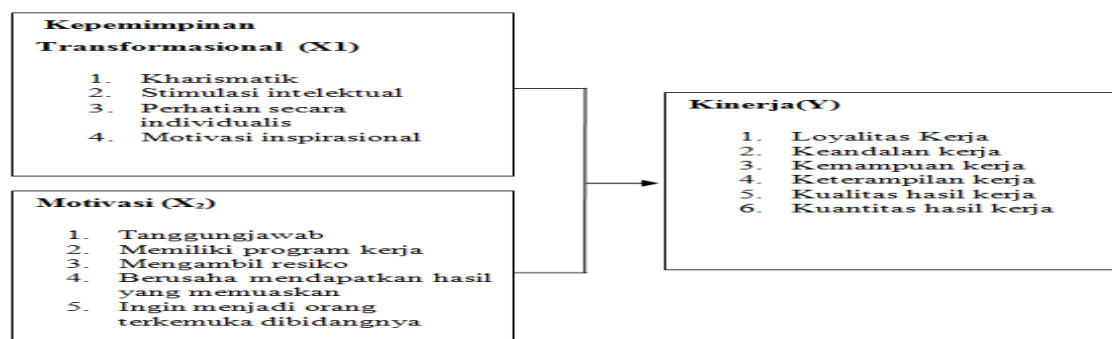 Kepemimpinan
Transformasional (X1)
1. Kharismatik
2. Stimulasi intelektual
3. Perhatian secara
individualis
4. Motivasi inspirasional
Motivasi (X₂)
1. Tanggungjawab
2. Memiliki program kerja
3. Mengambil resiko
4. Berusaha mendapatkan hasil
yang memuaskan
5. Ingin menjadi orang
terkemuka dibidangnya
Kinerja(Y)
1. Loyalitas Kerja
2. Keandalan kerja
3. Kemampuan kerja
4. Keterampilan kerja
5. Kualitas hasil kerja
6. Kuantitas hasil kerja